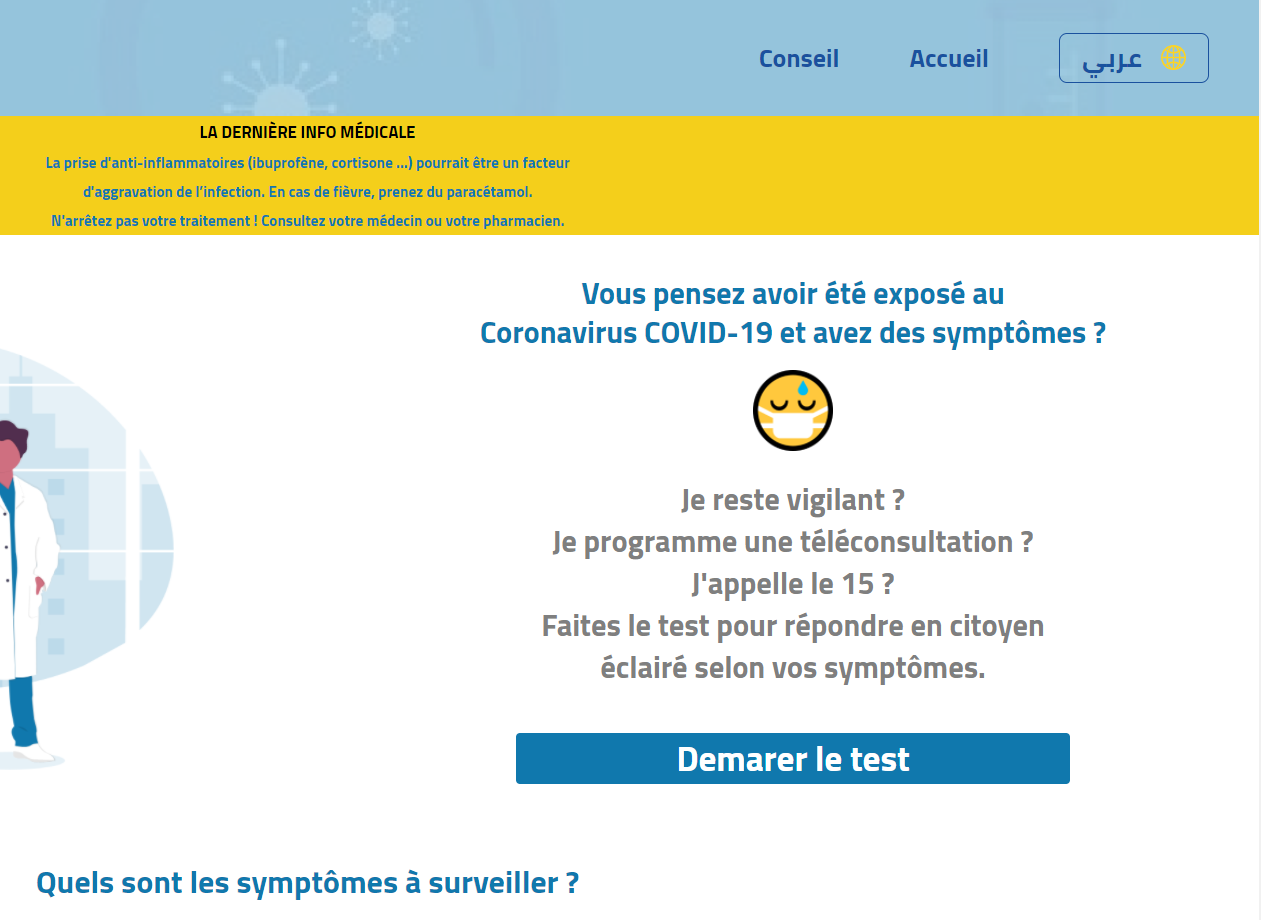 Conseil
Accueil
عربي
LA DERNIÈRE INFO MÉDICALE
La prise d'anti-inflammatoires (ibuprofène, cortisone ...) pourrait être un facteur
d'aggravation de l’infection. En cas de fièvre, prenez du paracétamol.
N'arrêtez pas votre traitement ! Consultez votre médecin ou votre pharmacien.
Vous pensez avoir été exposé au
Coronavirus COVID-19 et avez des symptômes ?
Je reste vigilant ?
Je programme une téléconsultation ?
J'appelle le 15 ?
Faites le test pour répondre en citoyen
éclairé selon vos symptômes.
Demarer le test
Quels sont les symptômes à surveiller ?